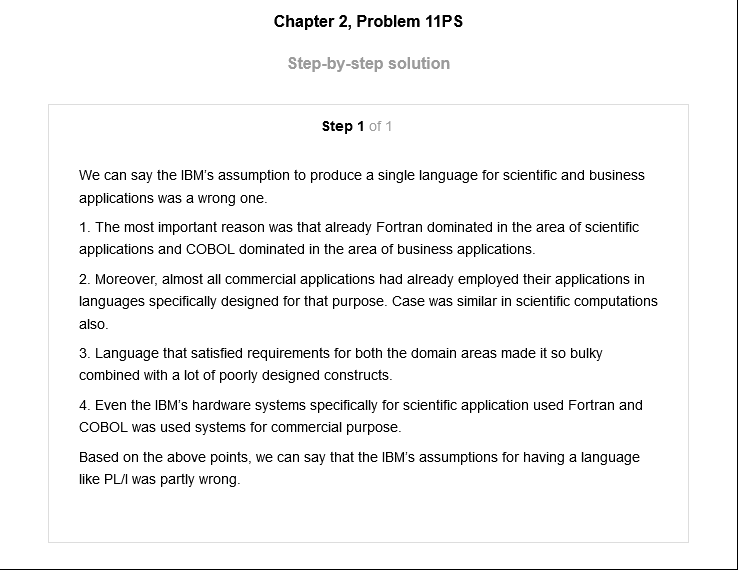 Chapter 2, Problem 11PS
Step-by-step solution
Step 1 of 1
We can say the IBM's assumption to produce a single language for scientific and business
applications was a wrong one.
1. The most important reason was that already Fortran dominated in the area of scientific
applications and COBOL dominated in the area of business applications.
2. Moreover, almost all commercial applications had already employed their applications in
languages specifically designed for that purpose. Case was similar in scientific computations
also.
3. Language that satisfied requirements for both the domain areas made it so bulky
combined with a lot of poorly designed constructs.
4. Even the IBM's hardware systems specifically for scientific application used Fortran and
COBOL was used systems for commercial purpose.
Based on the above points, we can say that the IBM's assumptions for having a language
like PL/I was partly wrong.